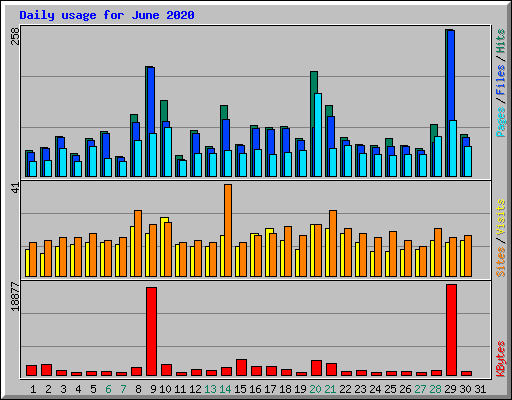 Daily usage for June 2020
258
Pages / Files / Hits
41
Sites / Visits
18877
KBytes
1 2 3 4 5 6 7 8 9 10 11 12 13 14 15 16 17 18 19 20 21 22 23 24 25 26 27 28 29 30 31